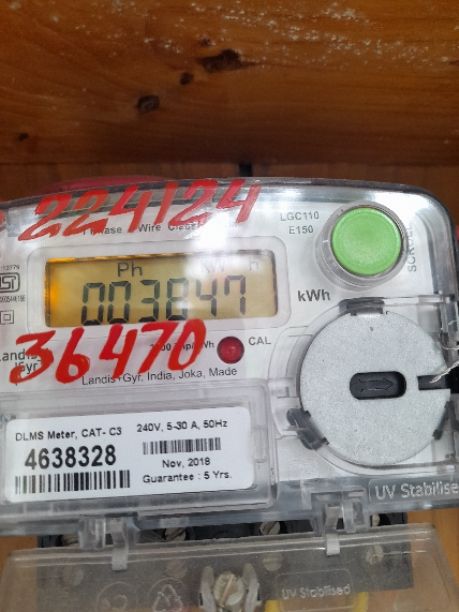 224124
LGC110
E150
SCROLL
Ph
003847
kWh
36470
CAL
Landis+Gyr, India, Joka, Made
DLMS Meter, CAT- C3 240V, 5-30 A, 50Hz
4638328
Nov, 2018
Guarantee : 5 Yrs.
UV Stabilised
UV Stabilised